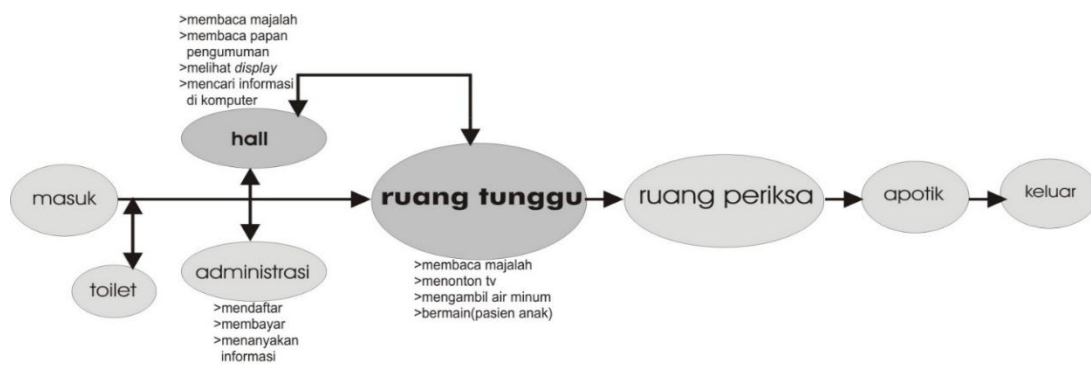 >membaca majalah
>membaca papan
pengumuman
>melihat display
>mencari informasi
di komputer
hall
masuk
ruang tunggu
ruang periksa
apotik
keluar
toilet
administrasi
>mendaftar
>membayar
>menanyakan
informasi
>membaca majalah
>menonton tv
>mengambil air minum
>bermain(pasien anak)